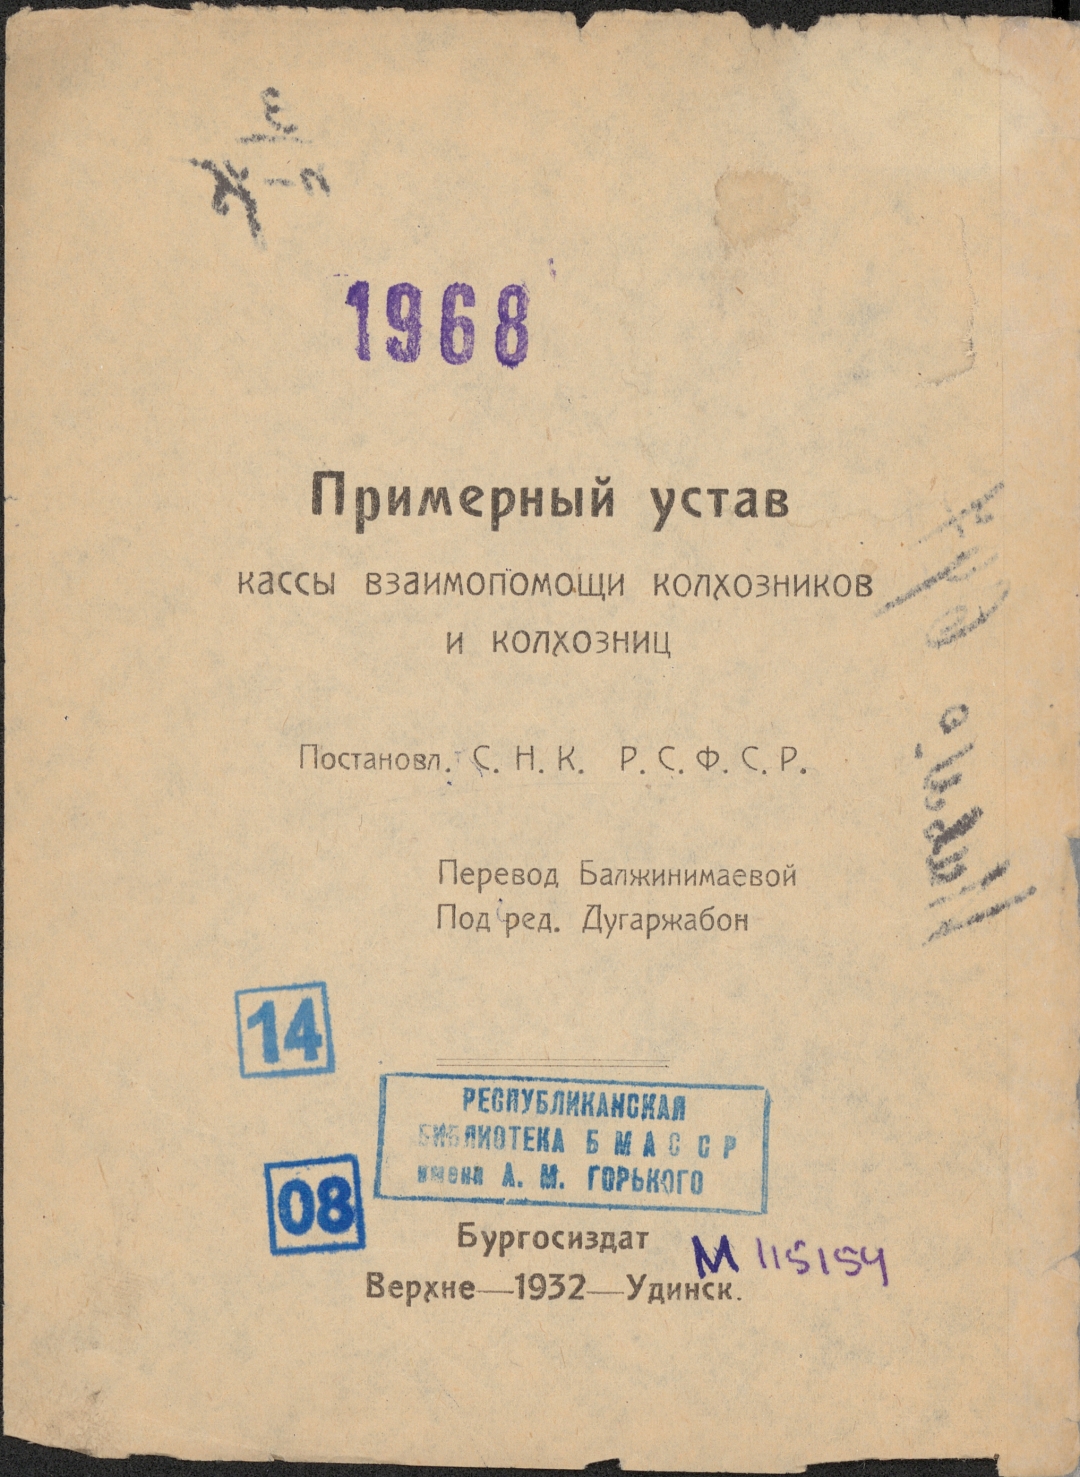 1968
Примерный устав
кассы взаимопомощи колхозников
и колхозниц
Постановл. С. Н. К. Р. С. Ф. С. Р.
Перевод Балжинимаевой
Под ред. Дугаржабон
14
РЕСПУБЛИКАНСКАЯ
БИБЛИОТЕКА Б М А С С Р
имени А. М. ГОРЬКОГО
08
Бургосиздат
М 115154
Верхне—1932—Удинск.